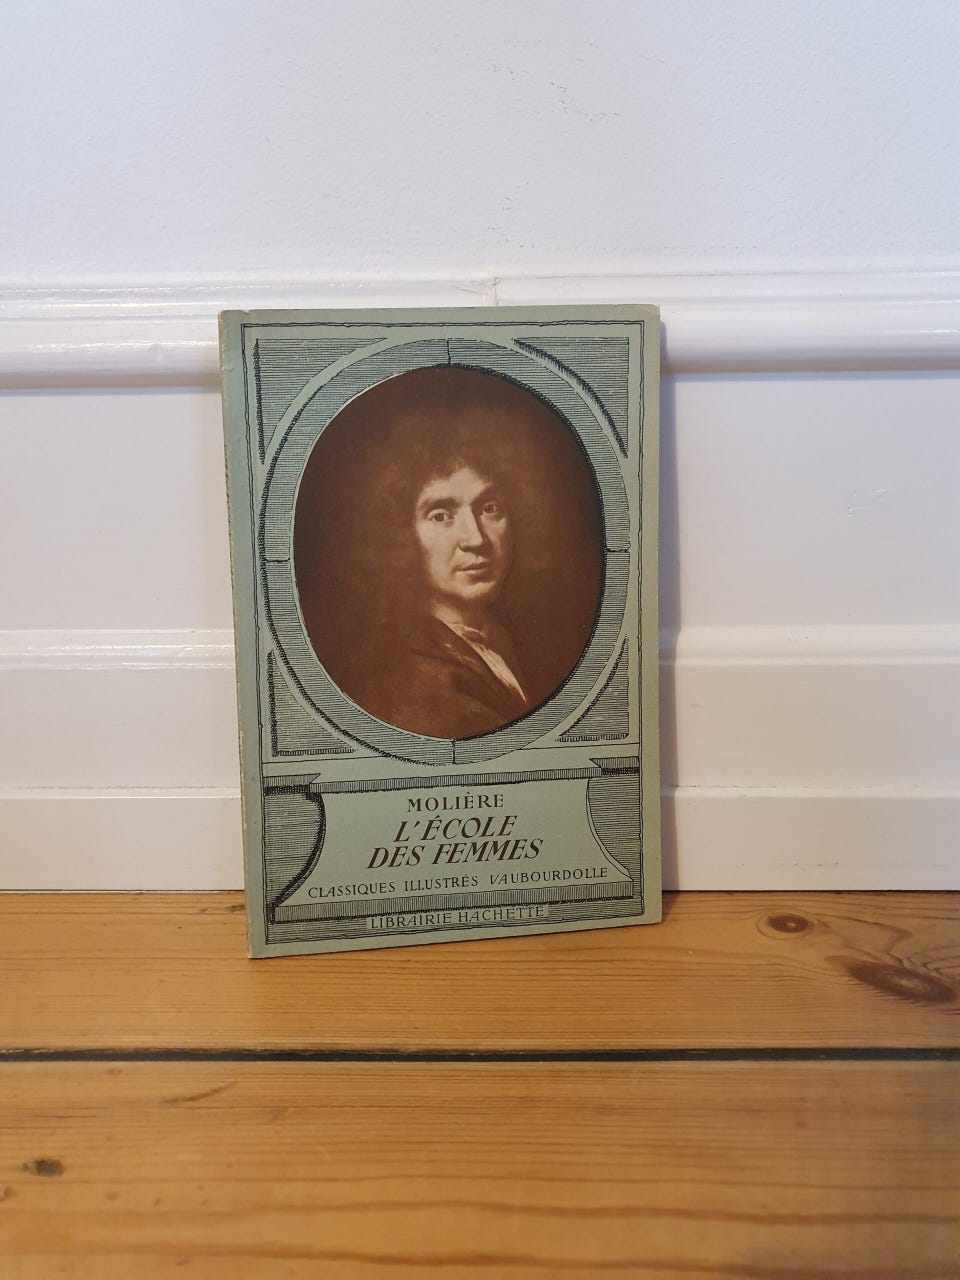 MOLIÈRE
L'ÉCOLE
DES FEMMES
CLASSIQUES ILLUSTRÉS VAUBOURDOLLE
LIBRAIRIE HACHETTE